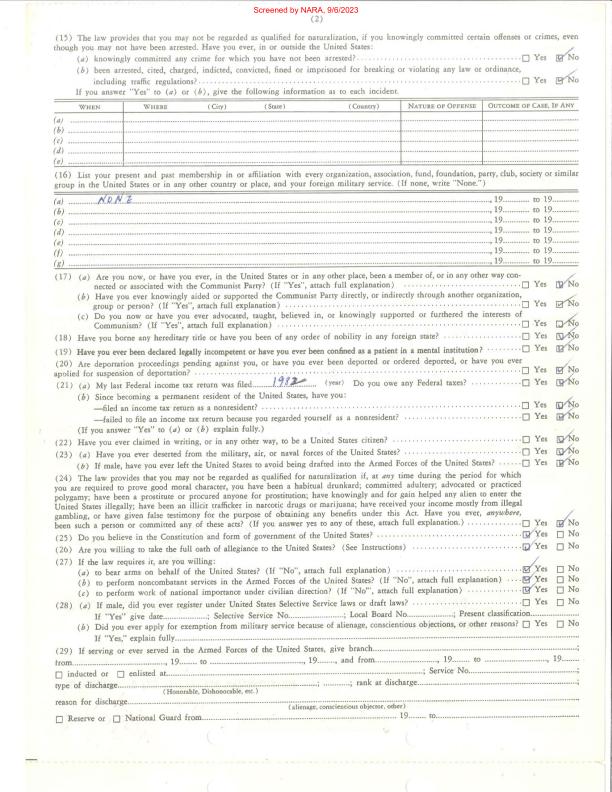 Screened by NARA, 9/6/2023
(2)
(15) The law provides that you may not be regarded as qualified for naturalization, if you knowingly committed certain offenses or crimes, even
though you may not have been arrested. Have you ever, in or outside the United States:
(a) knowingly committed any crime for which you have not been arrested? ☐ Yes ☑ No
(b) been arrested, cited, charged, indicted, convicted, fined or imprisoned for breaking or violating any law or ordinance,
including traffic regulations? ☐ Yes ☑ No
If you answer "Yes" to (a) or (b), give the following information as to each incident.
WHEN WHERE (City) (State) (Country) NATURE OF OFFENSE OUTCOME OF CASE, IF ANY
(a)
(b)
(c)
(d)
(e)
(16) List your present and past membership in or affiliation with every organization, association, fund, foundation, party, club, society or similar
group in the United States or in any other country or place, and your foreign military service. (If none, write "None.")
(a) NONE , 19 to 19
(b) , 19 to 19
(c) , 19 to 19
(d) , 19 to 19
(e) , 19 to 19
(f) , 19 to 19
(g) , 19 to 19
(17) (a) Are you now, or have you ever, in the United States or in any other place, been a member of, or in any other way con-
nected or associated with the Communist Party? (If "Yes", attach full explanation) ☐ Yes ☑ No
(b) Have you ever knowingly aided or supported the Communist Party directly, or indirectly through another organization,
group or person? (If "Yes", attach full explanation) ☐ Yes ☑ No
(c) Do you now or have you ever advocated, taught, believed in, or knowingly supported or furthered the interests of
Communism? (If "Yes", attach full explanation) ☐ Yes ☑ No
(18) Have you borne any hereditary title or have you been of any order of nobility in any foreign state? ☐ Yes ☑ No
(19) Have you ever been declared legally incompetent or have you ever been confined as a patient in a mental institution? ☐ Yes ☑ No
(20) Are deportation proceedings pending against you, or have you ever been deported or ordered deported, or have you ever
applied for suspension of deportation? ☐ Yes ☑ No
(21) (a) My last Federal income tax return was filed 1982 (year) Do you owe any Federal taxes? ☐ Yes ☑ No
(b) Since becoming a permanent resident of the United States, have you:
—filed an income tax return as a nonresident? ☐ Yes ☑ No
—failed to file an income tax return because you regarded yourself as a nonresident? ☐ Yes ☑ No
(If you answer "Yes" to (a) or (b) explain fully.)
(22) Have you ever claimed in writing, or in any other way, to be a United States citizen? ☐ Yes ☑ No
(23) (a) Have you ever deserted from the military, air, or naval forces of the United States? ☐ Yes ☑ No
(b) If male, have you ever left the United States to avoid being drafted into the Armed Forces of the United States? ☐ Yes ☑ No
(24) The law provides that you may not be regarded as qualified for naturalization if, at any time during the period for which
you are required to prove good moral character, you have been a habitual drunkard; committed adultery; advocated or practiced
polygamy; have been a prostitute or procured anyone for prostitution; have knowingly and for gain helped any alien to enter the
United States illegally; have been an illicit trafficker in narcotic drugs or marijuana; have received your income mostly from illegal
gambling, or have given false testimony for the purpose of obtaining any benefits under this Act. Have you ever, anywhere,
been such a person or committed any of these acts? (If you answer yes to any of these, attach full explanation.) ☐ Yes ☑ No
(25) Do you believe in the Constitution and form of government of the United States? ☑ Yes ☐ No
(26) Are you willing to take the full oath of allegiance to the United States? (See Instructions) ☑ Yes ☐ No
(27) If the law requires it, are you willing:
(a) to bear arms on behalf of the United States? (If "No", attach full explanation) ☑ Yes ☐ No
(b) to perform noncombatant services in the Armed Forces of the United States? (If "No", attach full explanation) ☑ Yes ☐ No
(c) to perform work of national importance under civilian direction? (If "No", attach full explanation) ☑ Yes ☐ No
(28) (a) If male, did you ever register under United States Selective Service laws or draft laws? ☐ Yes ☐ No
If "Yes" give date ; Selective Service No. ; Local Board No. ; Present classification
(b) Did you ever apply for exemption from military service because of alienage, conscientious objections, or other reasons? ☐ Yes ☐ No
If "Yes," explain fully
(29) If serving or ever served in the Armed Forces of the United States, give branch ;
from , 19 to , 19 , and from , 19 to , 19 ;
☐ inducted or ☐ enlisted at ; Service No. ;
type of discharge ; ; rank at discharge ;
(Honorable, Dishonorable, etc.)
reason for discharge
(alienage, conscientious objector, other)
☐ Reserve or ☐ National Guard from 19 to